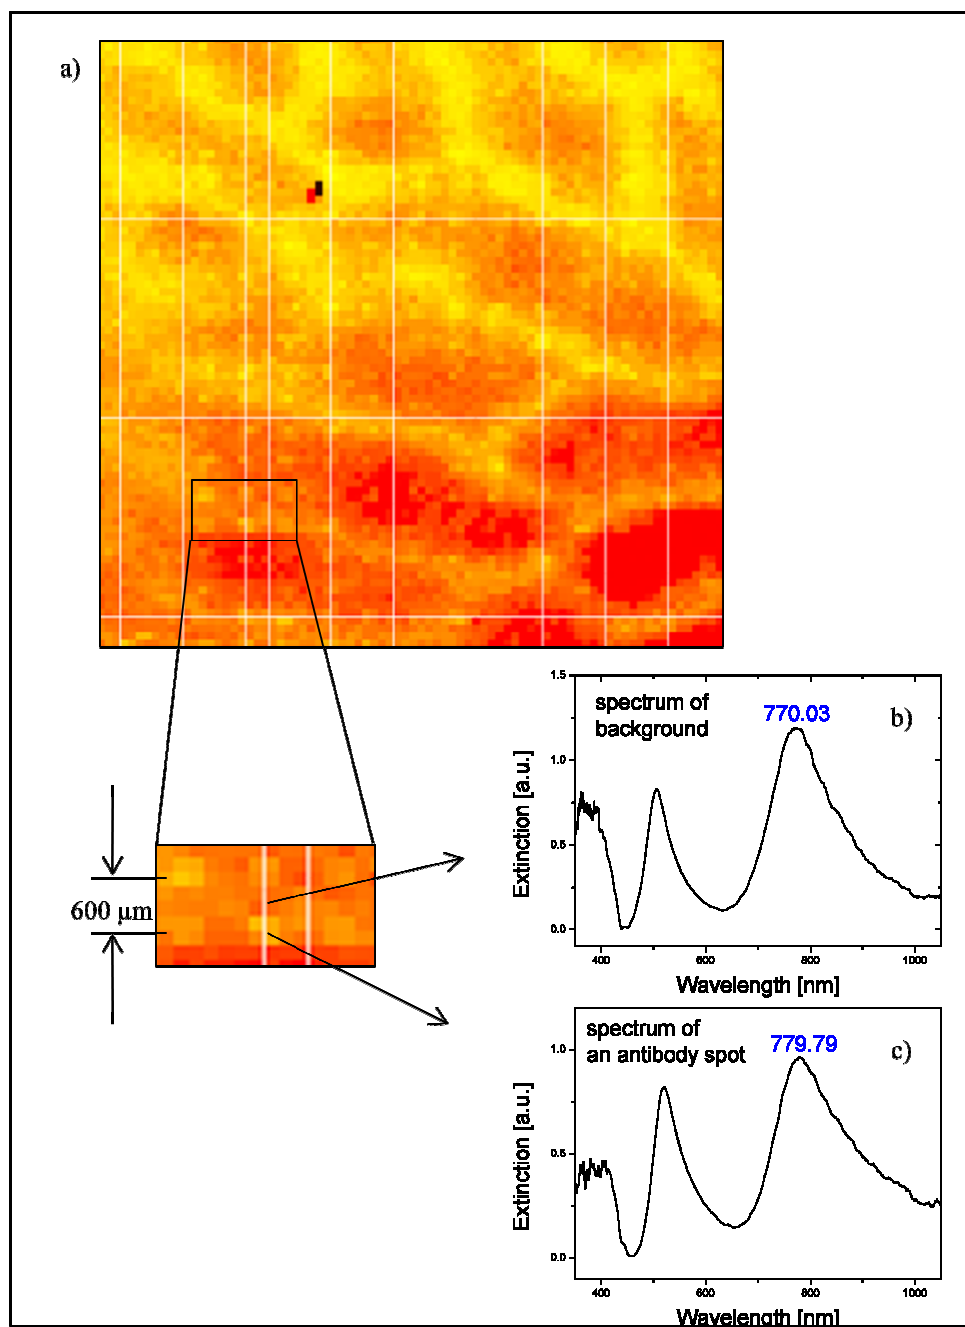 a)
600 µm
spectrum of
background
770.03
b)
1.5
1.0
0.5
0.0
Extinction [a.u.]
400 600 800 1000
Wavelength [nm]
spectrum of
an antibody spot
779.79
c)
1.0
0.5
0.0
Extinction [a.u.]
400 600 800 1000
Wavelength [nm]